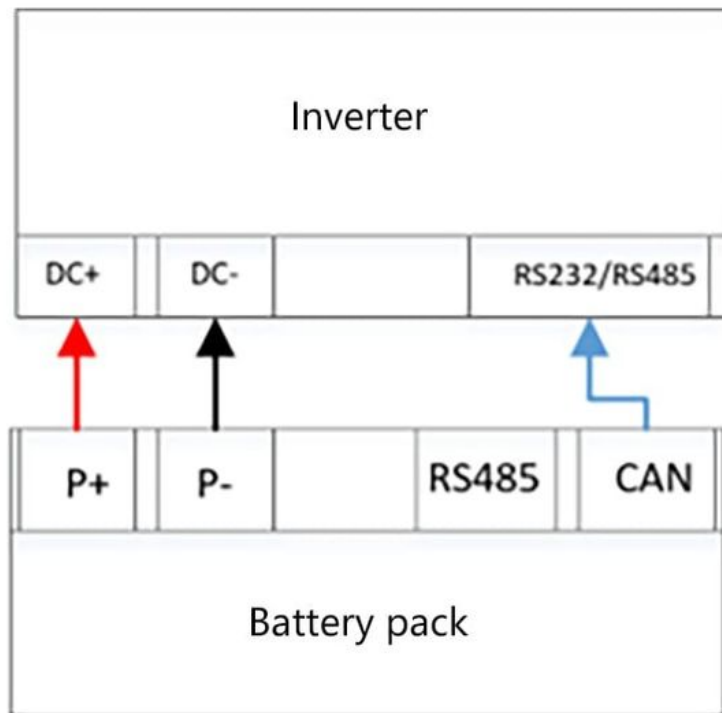 Inverter
DC+ DC- RS232/RS485
P+ P- RS485 CAN
Battery pack